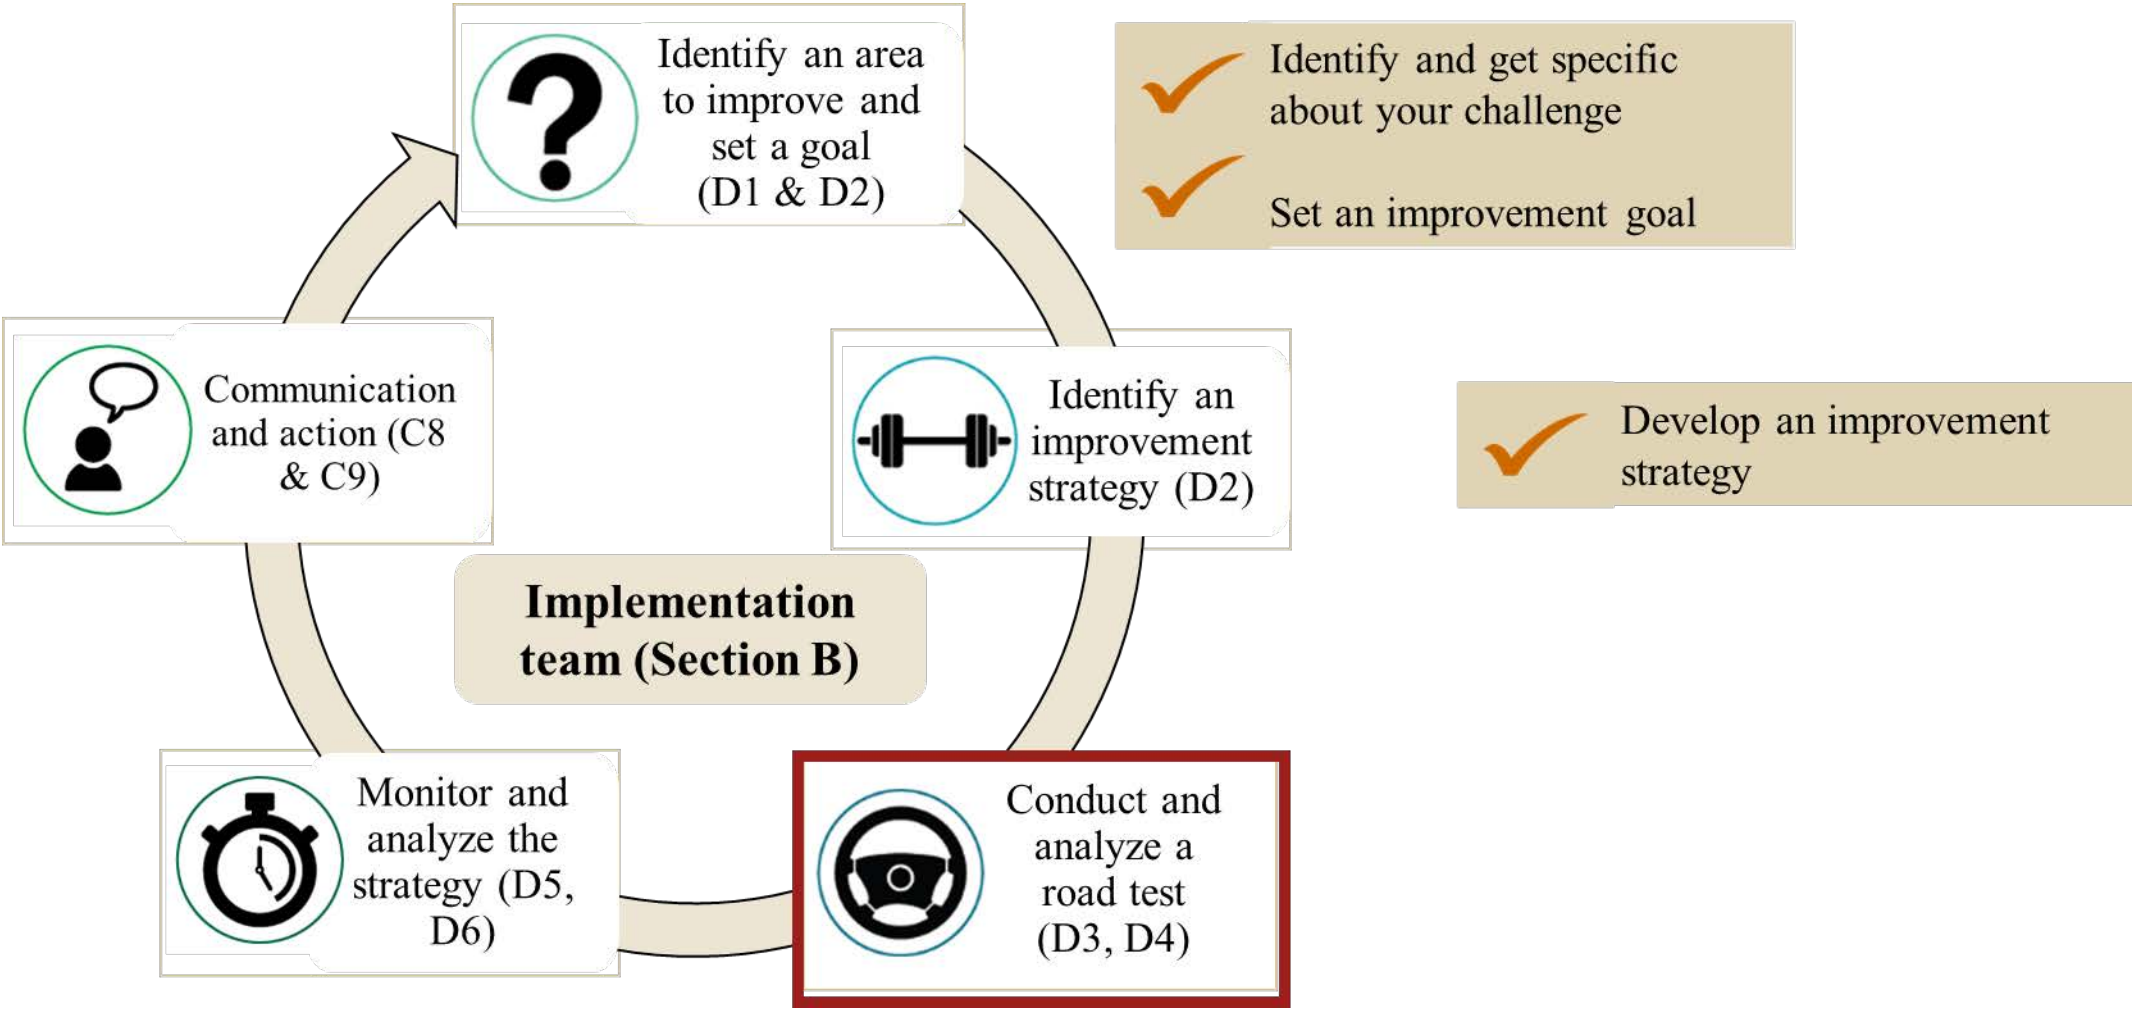 Identify an area
to improve and
set a goal
(D1 & D2)
Identify and get specific
about your challenge
Set an improvement goal
Identify an
improvement
strategy (D2)
Develop an improvement
strategy
Conduct and
analyze a
road test
(D3, D4)
Monitor and
analyze the
strategy (D5,
D6)
Communication
and action (C8
& C9)
Implementation
team (Section B)